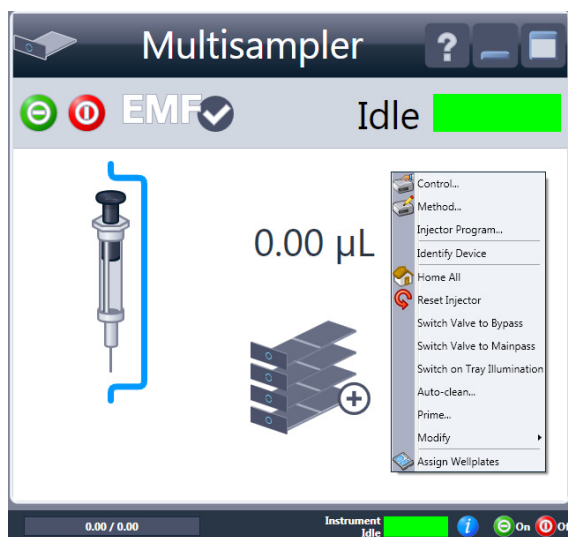 Multisampler ?
EMF Idle
0.00 µL
Control...
Method...
Injector Program...
Identify Device
Home All
Reset Injector
Switch Valve to Bypass
Switch Valve to Mainpass
Switch on Tray Illumination
Auto-clean...
Prime...
Modify
Assign Wellplates
0.00 / 0.00
Instrument
Idle
i On Of